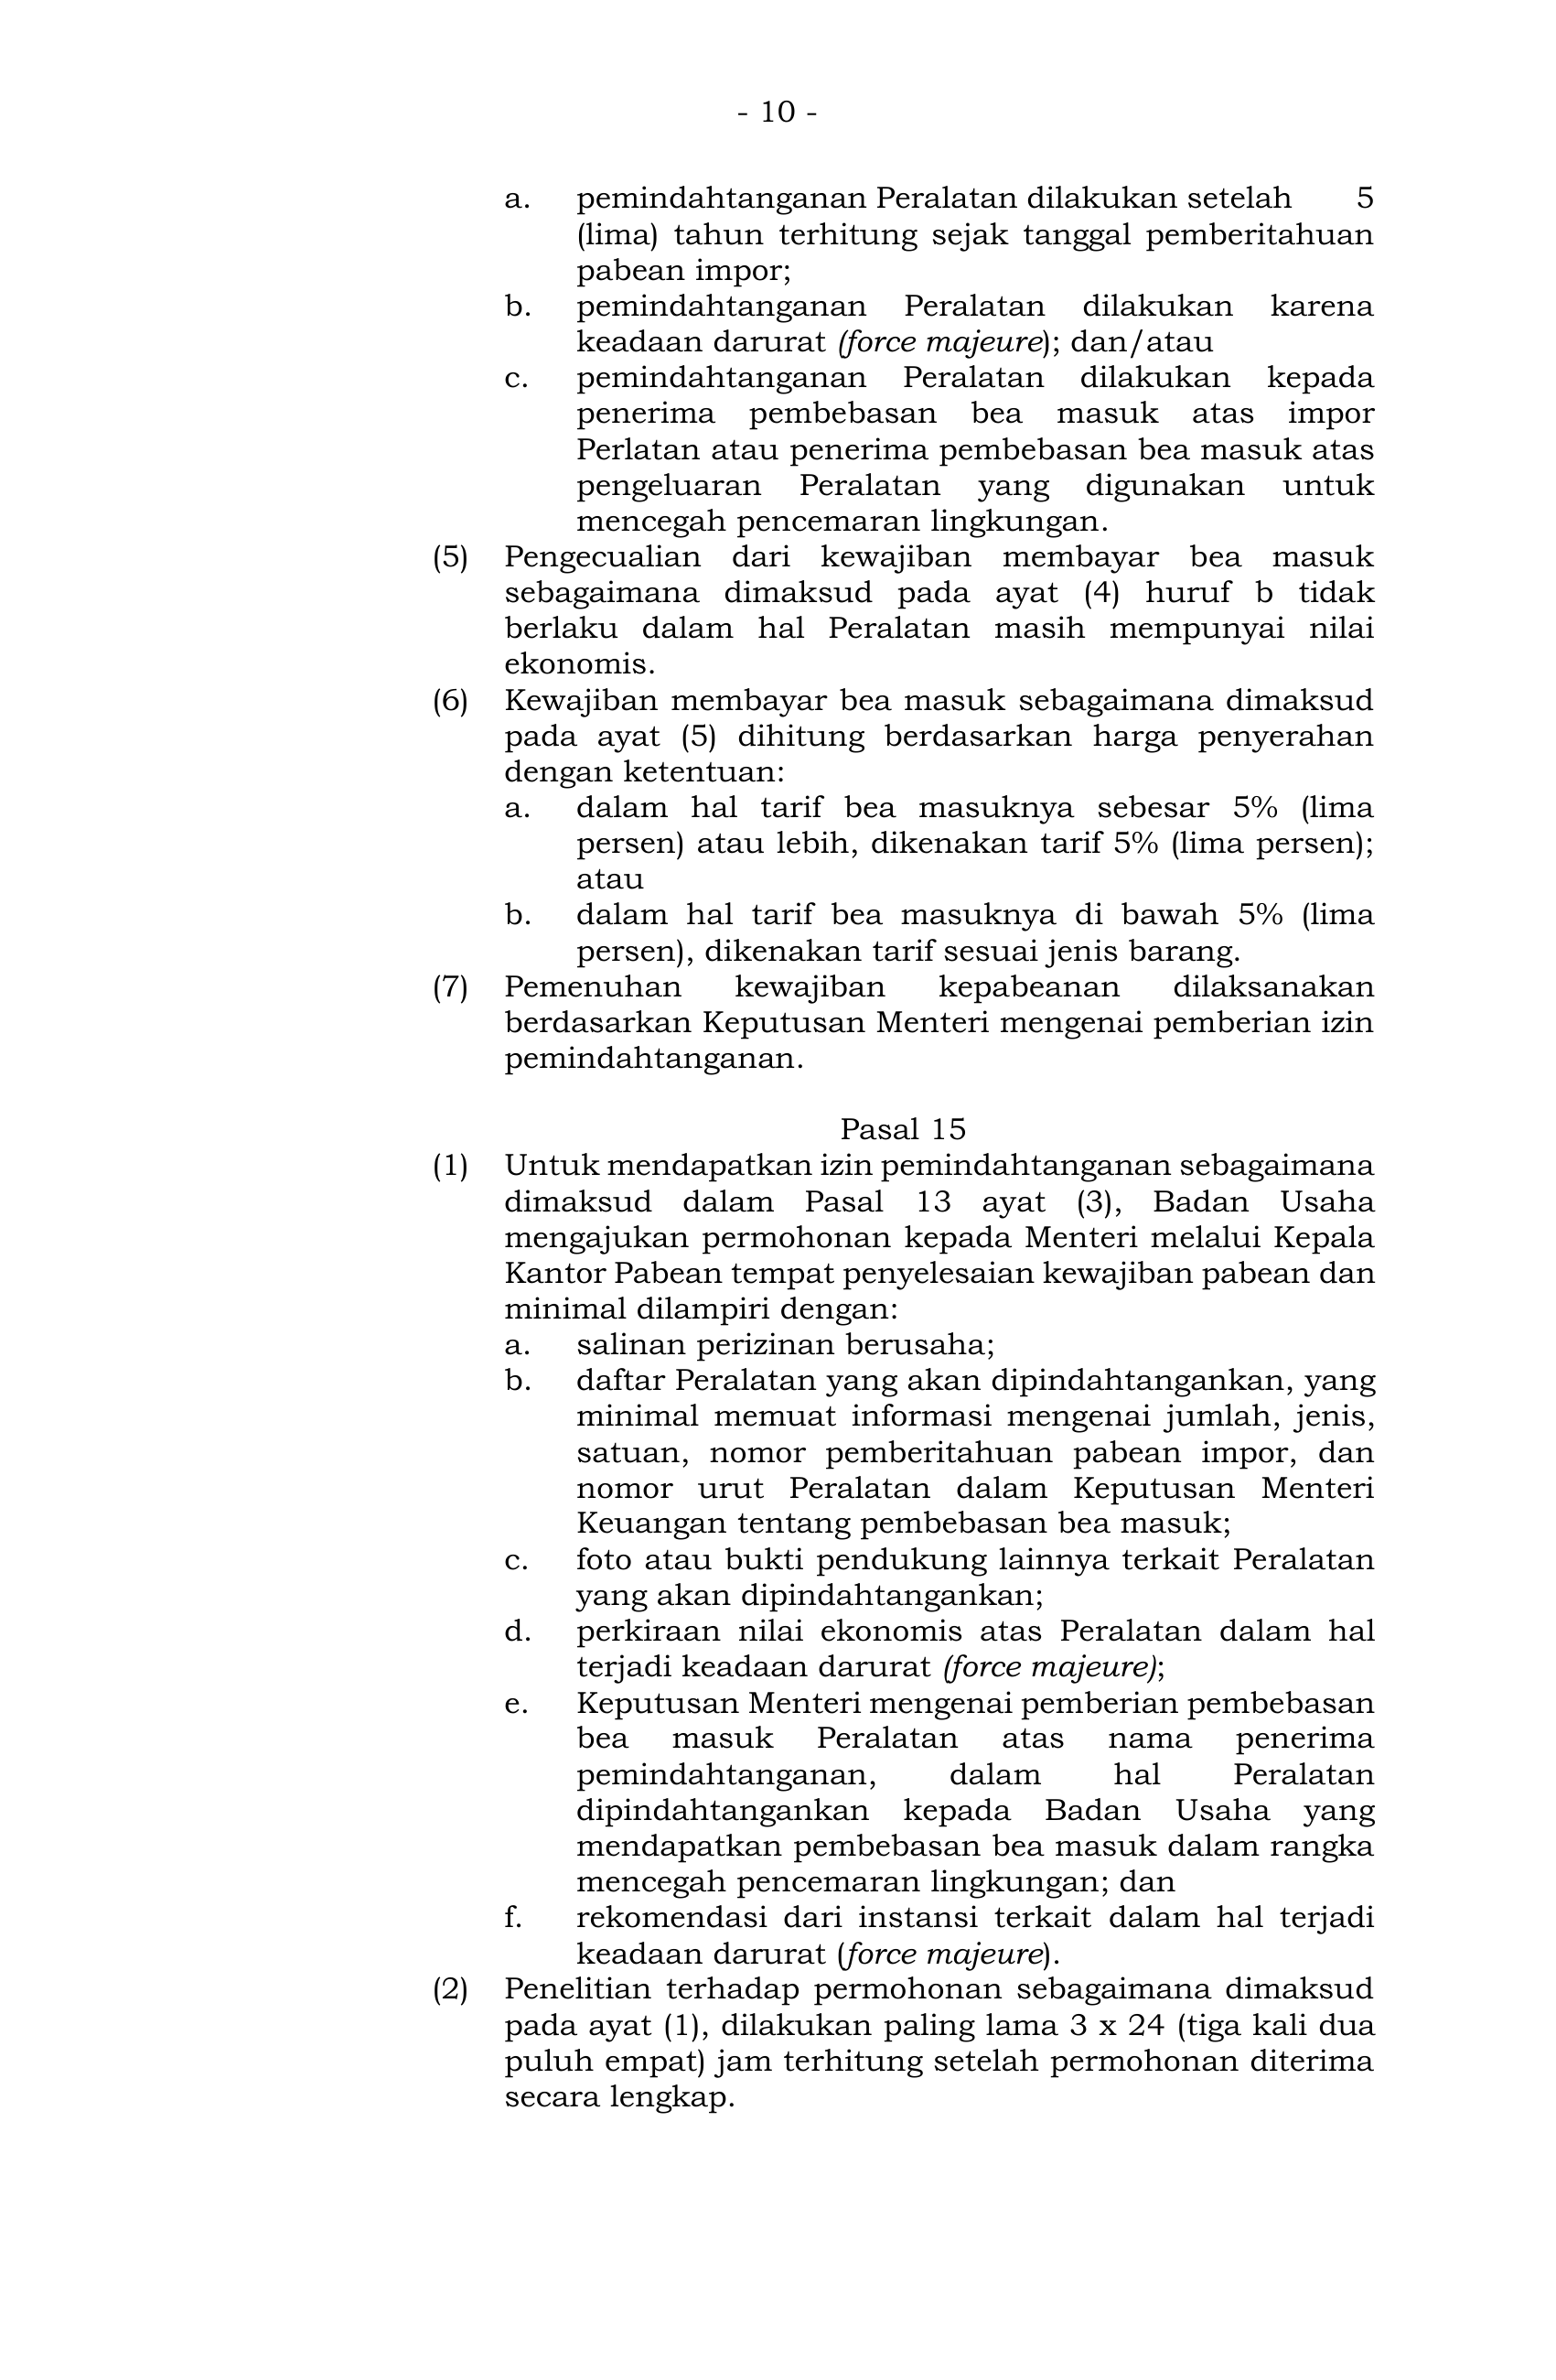 - 10 -
a. pemindahtanganan Peralatan dilakukan setelah 5
(lima) tahun terhitung sejak tanggal pemberitahuan
pabean impor;
b. pemindahtanganan Peralatan dilakukan karena
keadaan darurat (force majeure); dan/atau
c. pemindahtanganan Peralatan dilakukan kepada
penerima pembebasan bea masuk atas impor
Perlatan atau penerima pembebasan bea masuk atas
pengeluaran Peralatan yang digunakan untuk
mencegah pencemaran lingkungan.
(5) Pengecualian dari kewajiban membayar bea masuk
sebagaimana dimaksud pada ayat (4) huruf b tidak
berlaku dalam hal Peralatan masih mempunyai nilai
ekonomis.
(6) Kewajiban membayar bea masuk sebagaimana dimaksud
pada ayat (5) dihitung berdasarkan harga penyerahan
dengan ketentuan:
a. dalam hal tarif bea masuknya sebesar 5% (lima
persen) atau lebih, dikenakan tarif 5% (lima persen);
atau
b. dalam hal tarif bea masuknya di bawah 5% (lima
persen), dikenakan tarif sesuai jenis barang.
(7) Pemenuhan kewajiban kepabeanan dilaksanakan
berdasarkan Keputusan Menteri mengenai pemberian izin
pemindahtanganan.
Pasal 15
(1) Untuk mendapatkan izin pemindahtanganan sebagaimana
dimaksud dalam Pasal 13 ayat (3), Badan Usaha
mengajukan permohonan kepada Menteri melalui Kepala
Kantor Pabean tempat penyelesaian kewajiban pabean dan
minimal dilampiri dengan:
a. salinan perizinan berusaha;
b. daftar Peralatan yang akan dipindahtangankan, yang
minimal memuat informasi mengenai jumlah, jenis,
satuan, nomor pemberitahuan pabean impor, dan
nomor urut Peralatan dalam Keputusan Menteri
Keuangan tentang pembebasan bea masuk;
c. foto atau bukti pendukung lainnya terkait Peralatan
yang akan dipindahtangankan;
d. perkiraan nilai ekonomis atas Peralatan dalam hal
terjadi keadaan darurat (force majeure);
e. Keputusan Menteri mengenai pemberian pembebasan
bea masuk Peralatan atas nama penerima
pemindahtanganan, dalam hal Peralatan
dipindahtangankan kepada Badan Usaha yang
mendapatkan pembebasan bea masuk dalam rangka
mencegah pencemaran lingkungan; dan
f. rekomendasi dari instansi terkait dalam hal terjadi
keadaan darurat (force majeure).
(2) Penelitian terhadap permohonan sebagaimana dimaksud
pada ayat (1), dilakukan paling lama 3 x 24 (tiga kali dua
puluh empat) jam terhitung setelah permohonan diterima
secara lengkap.